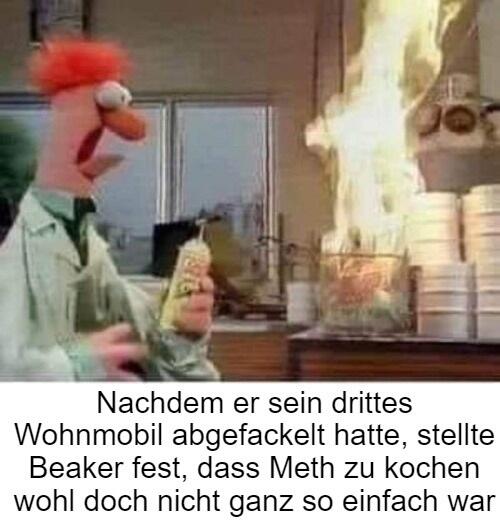 Nachdem er sein drittes
Wohnmobil abgefackelt hatte, stellte
Beaker fest, dass Meth zu kochen
wohl doch nicht ganz so einfach war